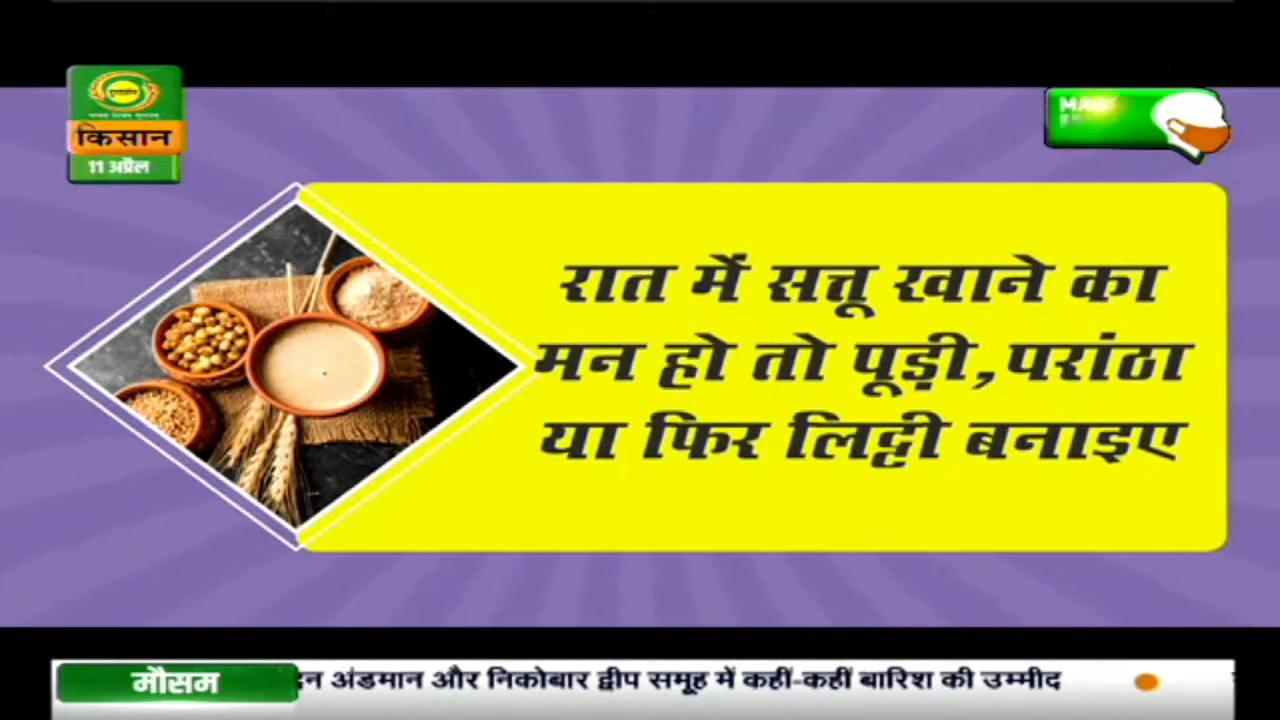 किसान
11 अप्रैल
रात में सत्तू खाने का
मन हो तो पूड़ी,परांठा
या फिर लिट्टी बनाइए
मौसम
अंडमान और निकोबार द्वीप समूह में कहीं-कहीं बारिश की उम्मीद